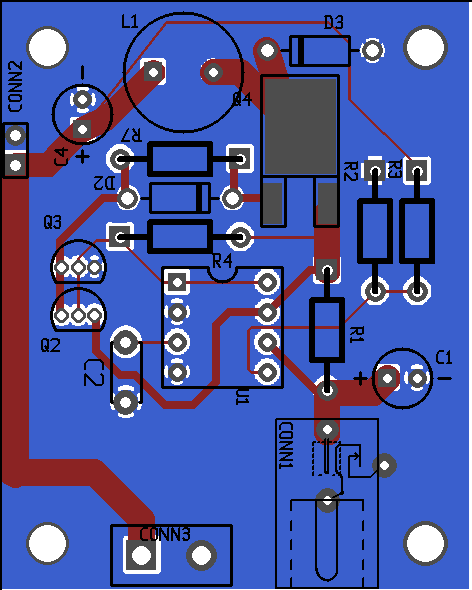 L1
D3
CONN2
-
Q4
C4
+
R7
D2
R2
R3
Q3
R4
Q2
R1
C2
U1
C1
+
-
CONN1
CONN3